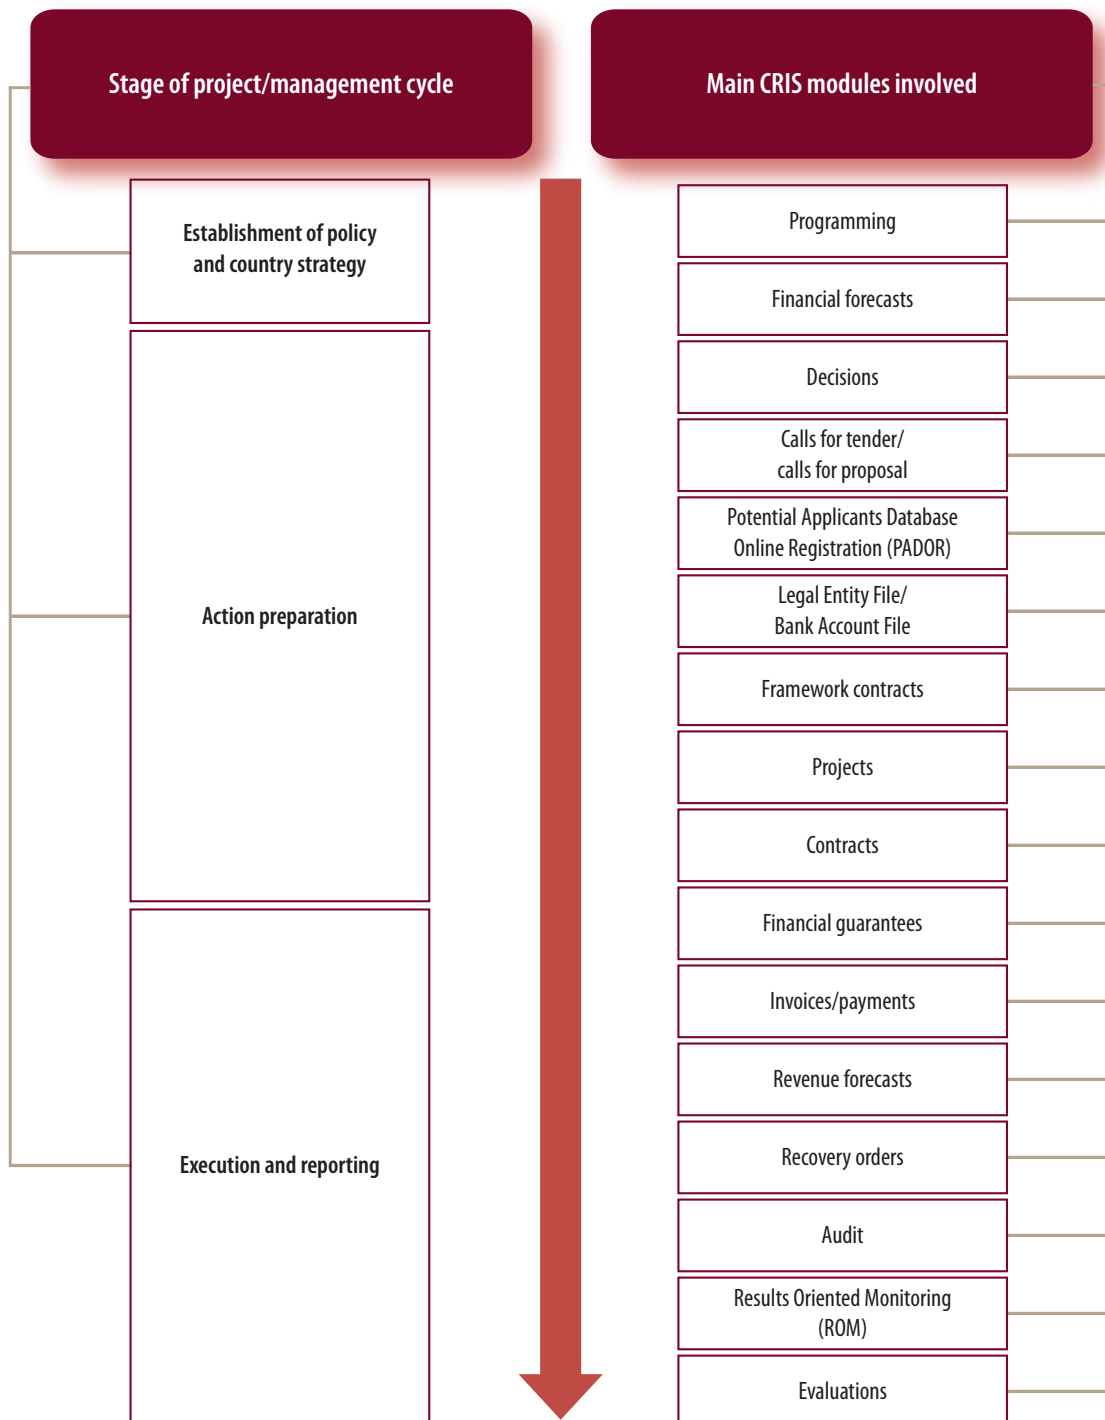 Stage of project/management cycle
Main CRIS modules involved
Establishment of policy
and country strategy
Action preparation
Execution and reporting
Programming
Financial forecasts
Decisions
Calls for tender/
calls for proposal
Potential Applicants Database
Online Registration (PADOR)
Legal Entity File/
Bank Account File
Framework contracts
Projects
Contracts
Financial guarantees
Invoices/payments
Revenue forecasts
Recovery orders
Audit
Results Oriented Monitoring
(ROM)
Evaluations